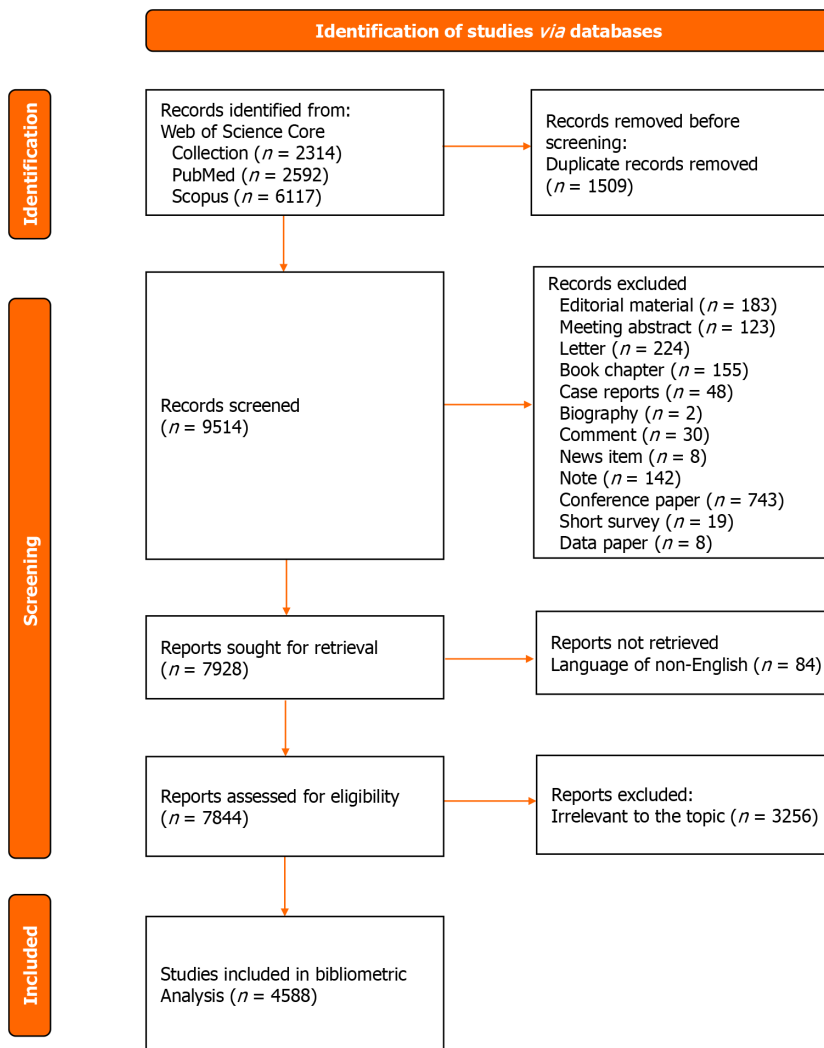 Identification of studies via databases
Identification
Records identified from:
Web of Science Core
Collection (n = 2314)
PubMed (n = 2592)
Scopus (n = 6117)
Records removed before
screening:
Duplicate records removed
(n = 1509)
Screening
Records screened
(n = 9514)
Records excluded
Editorial material (n = 183)
Meeting abstract (n = 123)
Letter (n = 224)
Book chapter (n = 155)
Case reports (n = 48)
Biography (n = 2)
Comment (n = 30)
News item (n = 8)
Note (n = 142)
Conference paper (n = 743)
Short survey (n = 19)
Data paper (n = 8)
Reports sought for retrieval
(n = 7928)
Reports not retrieved
Language of non-English (n = 84)
Reports assessed for eligibility
(n = 7844)
Reports excluded:
Irrelevant to the topic (n = 3256)
Included
Studies included in bibliometric
Analysis (n = 4588)